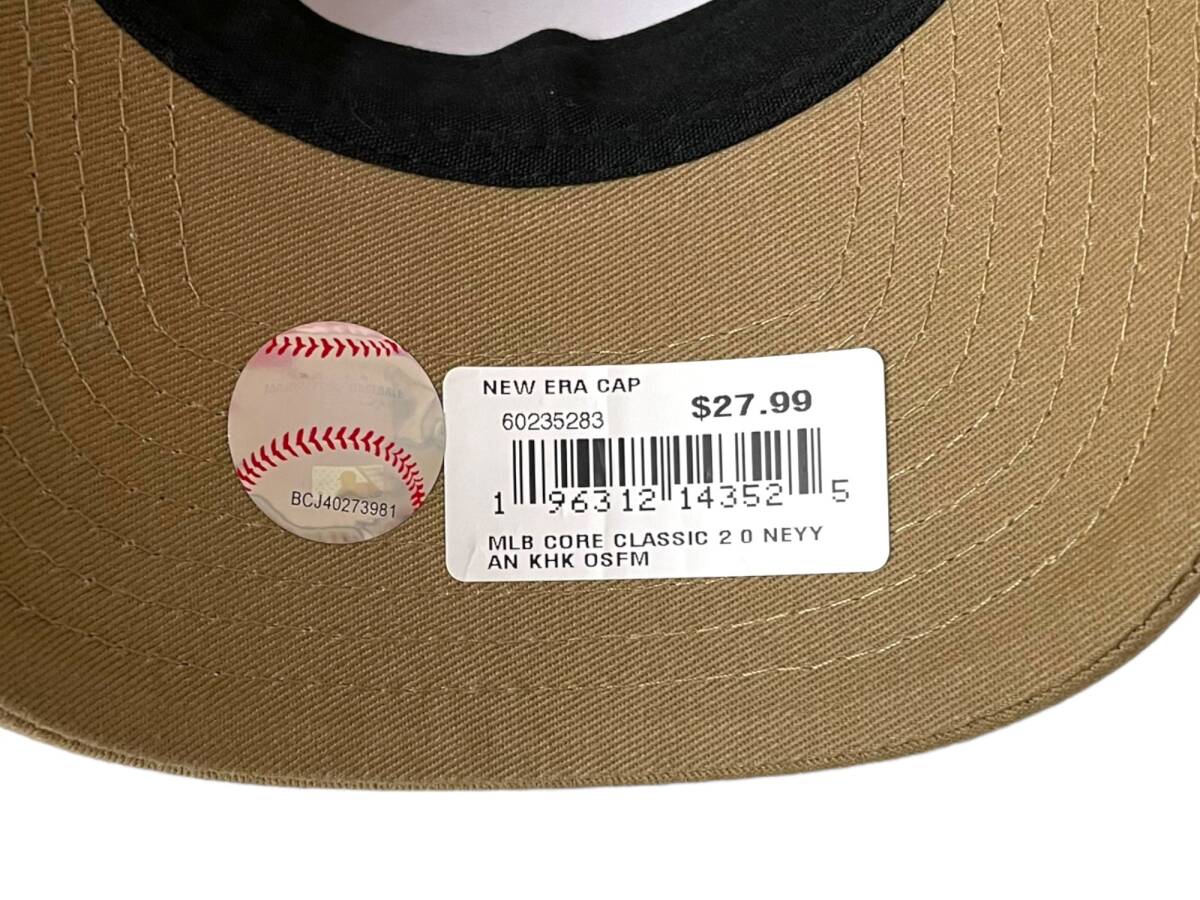 NEW ERA CAP
60235283
$27.99
1 96312 14352 5
MLB CORE CLASSIC 2 0 NEYY
AN KHK OSFM
BCJ40273981